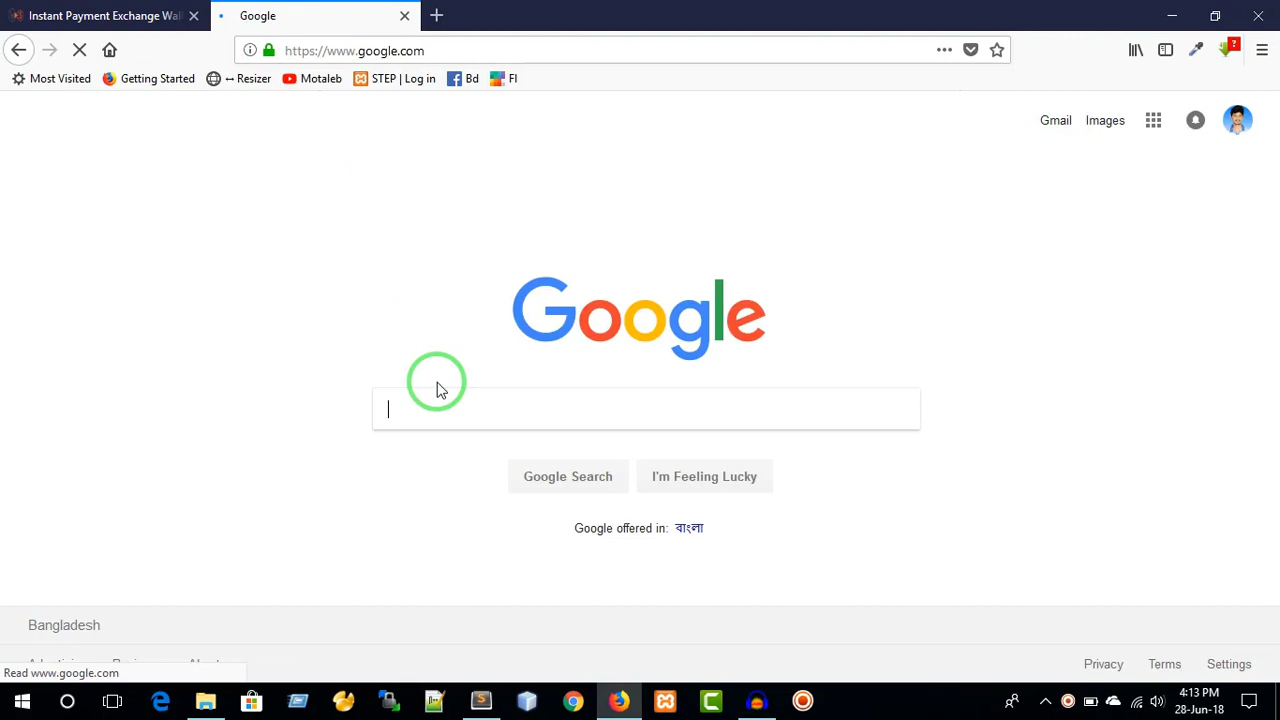 Instant Payment Exchange Wal
Google
https://www.google.com
Most Visited
Getting Started
↔ Resizer
Motaleb
STEP | Log in
Bd
FI
Gmail
Images
Google
Google Search
I'm Feeling Lucky
Google offered in: বাংলা
Bangladesh
Privacy
Terms
Settings
Read www.google.com
4:13 PM
28-Jun-18